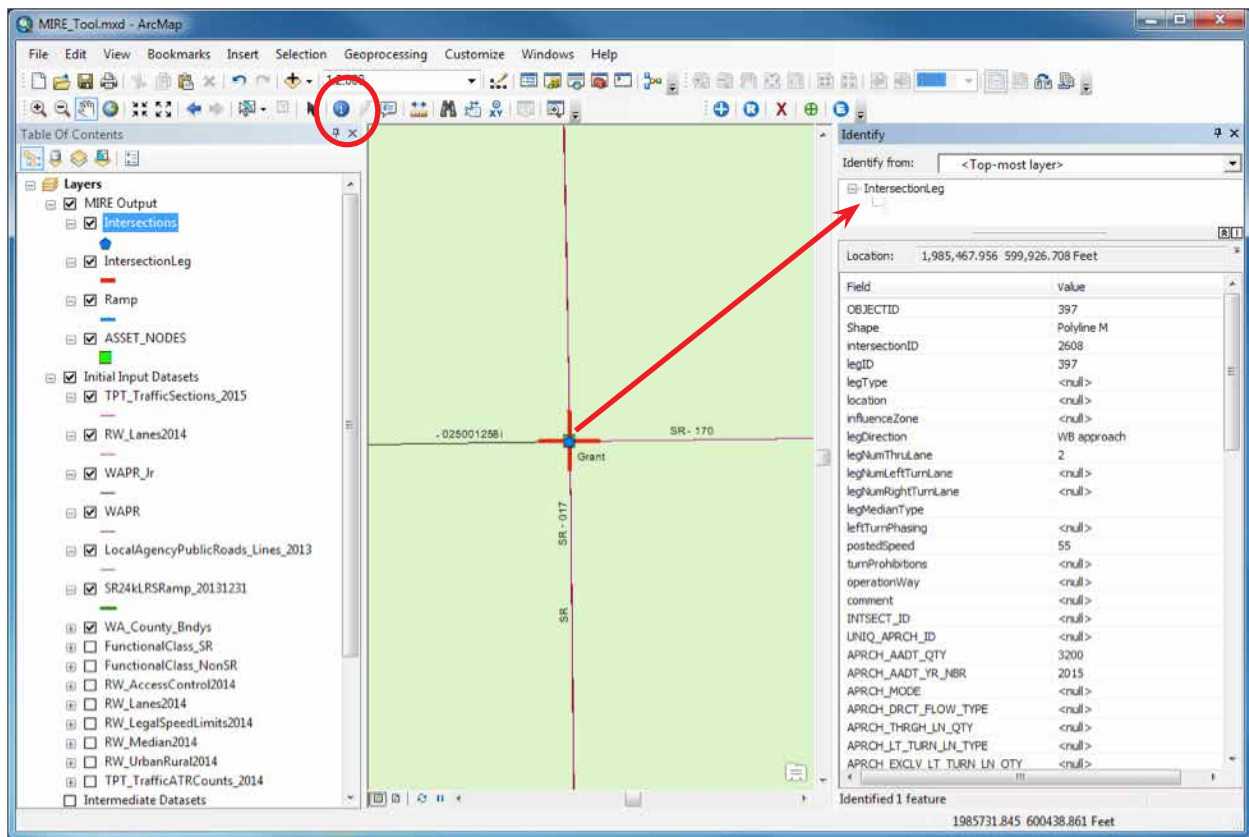 MIRE_Tool.mxd - ArcMap
File Edit View Bookmarks Insert Selection Geoprocessing Customize Windows Help
Table Of Contents
Layers
MIRE Output
Intersections
IntersectionLeg
Ramp
ASSET_NODES
Initial Input Datasets
TPT_TrafficSections_2015
RW_Lanes2014
WAPR_Jr
WAPR
LocalAgencyPublicRoads_Lines_2013
SR24kLRSRamp_20131231
WA_County_Bndys
FunctionalClass_SR
FunctionalClass_NonSR
RW_AccessControl2014
RW_Lanes2014
RW_LegalSpeedLimits2014
RW_Median2014
RW_UrbanRural2014
TPT_TrafficATRCounts_2014
Intermediate Datasets
SR - 170
Grant
SR - 017
SR
Identify
Identify from: <Top-most layer>
IntersectionLeg
Location: 1,985,467.956 599,926.708 Feet
Field Value
OBJECTID 397
Shape Polyline M
intersectionID 2608
legID 397
legType <null>
location <null>
influenceZone <null>
legDirection WB approach
legNumThruLane 2
legNumLeftTurnLane <null>
legNumRightTurnLane <null>
legMedianType
leftTurnPhasing <null>
postedSpeed 55
turnProhibitions <null>
operationWay <null>
comment <null>
INTSECT_ID <null>
UNIQ_APRCH_ID <null>
APRCH_AADT_QTY 3200
APRCH_AADT_YR_NBR 2015
APRCH_MODE <null>
APRCH_DRCT_FLOW_TYPE <null>
APRCH_THRGH_LN_QTY <null>
APRCH_LT_TURN_LN_TYPE <null>
APRCH_EXCLV_LT_TURN_LN_QTY <null>
Identified 1 feature
1985731.845 600438.861 Feet